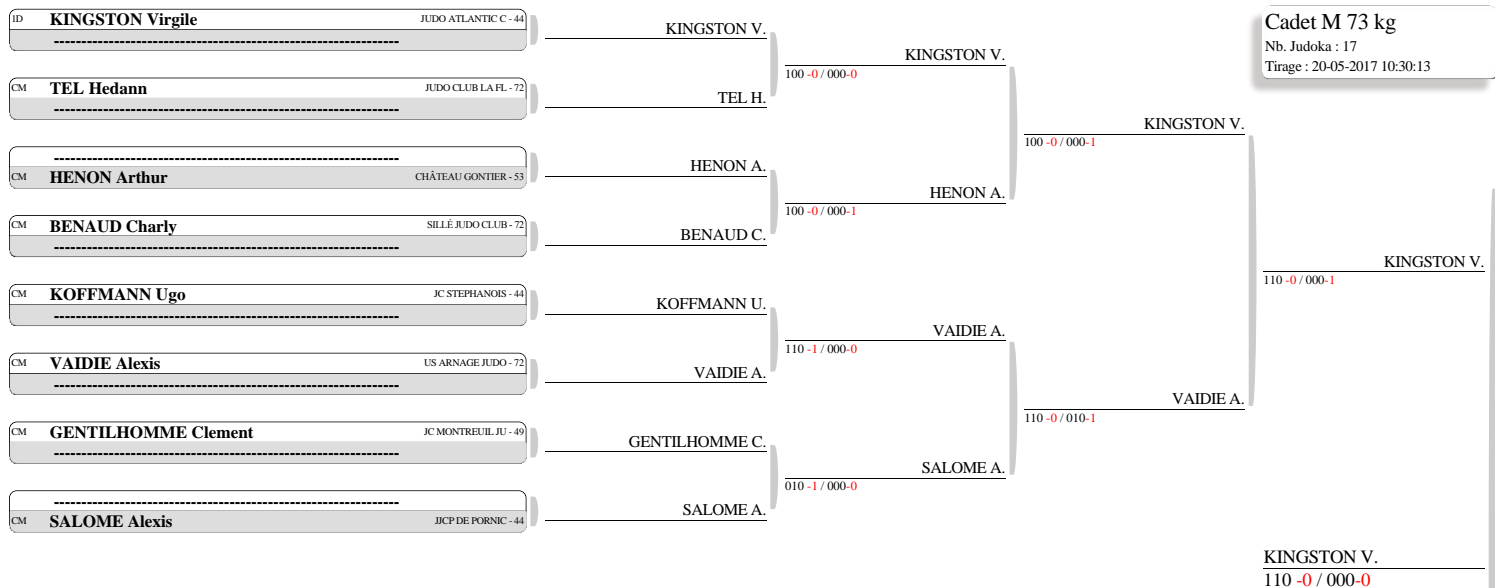 Cadet M 73 kg
Nb. Judoka : 17
Tirage : 20-05-2017 10:30:13
1D KINGSTON Virgile JUDO ATLANTIC C - 44
------------------------------------------------------------
CM TEL Hedann JUDO CLUB LA FL - 72
------------------------------------------------------------
------------------------------------------------------------
CM HENON Arthur CHÂTEAU GONTIER - 53
CM BENAUD Charly SILLÉ JUDO CLUB - 72
------------------------------------------------------------
CM KOFFMANN Ugo JC STEPHANOIS - 44
------------------------------------------------------------
CM VAIDIE Alexis US ARNAGE JUDO - 72
------------------------------------------------------------
CM GENTILHOMME Clement JC MONTREUIL JU - 49
------------------------------------------------------------
------------------------------------------------------------
CM SALOME Alexis JJCP DE PORNIC - 44
KINGSTON V.
TEL H.
HENON A.
BENAUD C.
KOFFMANN U.
VAIDIE A.
GENTILHOMME C.
SALOME A.
KINGSTON V.
100 -0 / 000-0
HENON A.
100 -0 / 000-1
VAIDIE A.
110 -1 / 000-0
SALOME A.
010 -1 / 000-0
KINGSTON V.
100 -0 / 000-1
VAIDIE A.
110 -0 / 010-1
KINGSTON V.
110 -0 / 000-1
KINGSTON V.
110 -0 / 000-0